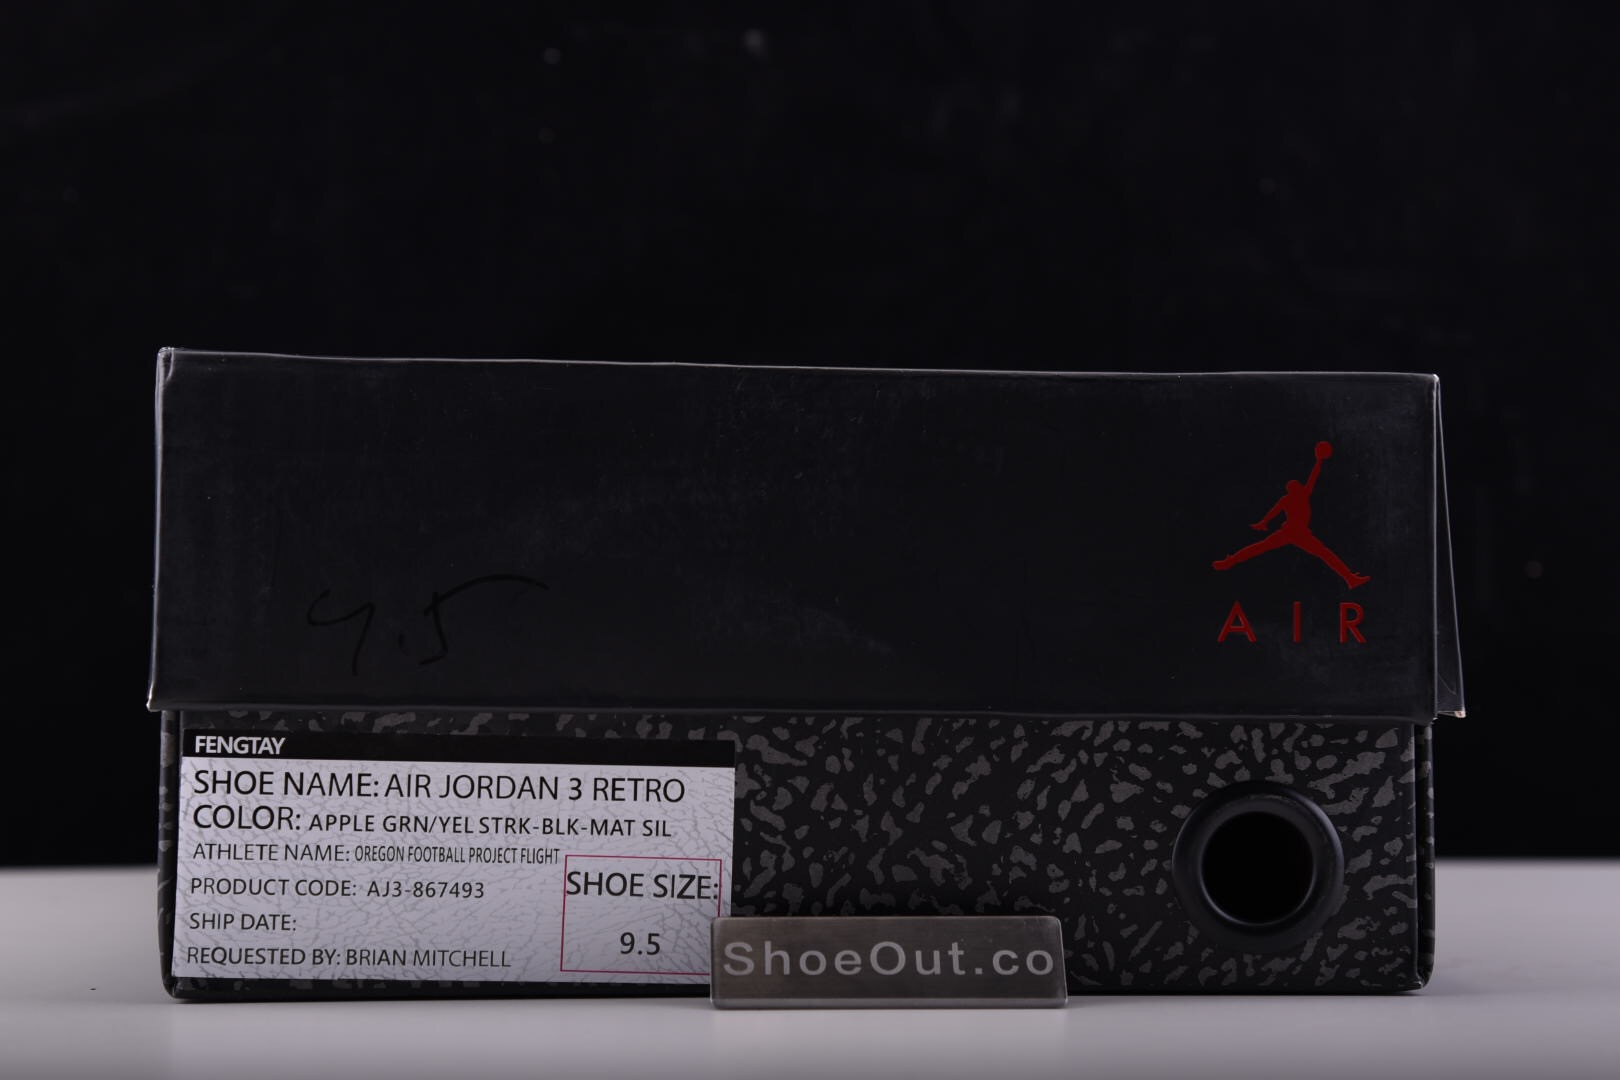 AIR
9.5
FENGTAY
SHOE NAME: AIR JORDAN 3 RETRO
COLOR: APPLE GRN/YEL STRK-BLK-MAT SIL
ATHLETE NAME: OREGON FOOTBALL PROJECT FLIGHT
PRODUCT CODE: AJ3-867493
SHIP DATE:
REQUESTED BY: BRIAN MITCHELL
SHOE SIZE:
9.5
ShoeOut.co